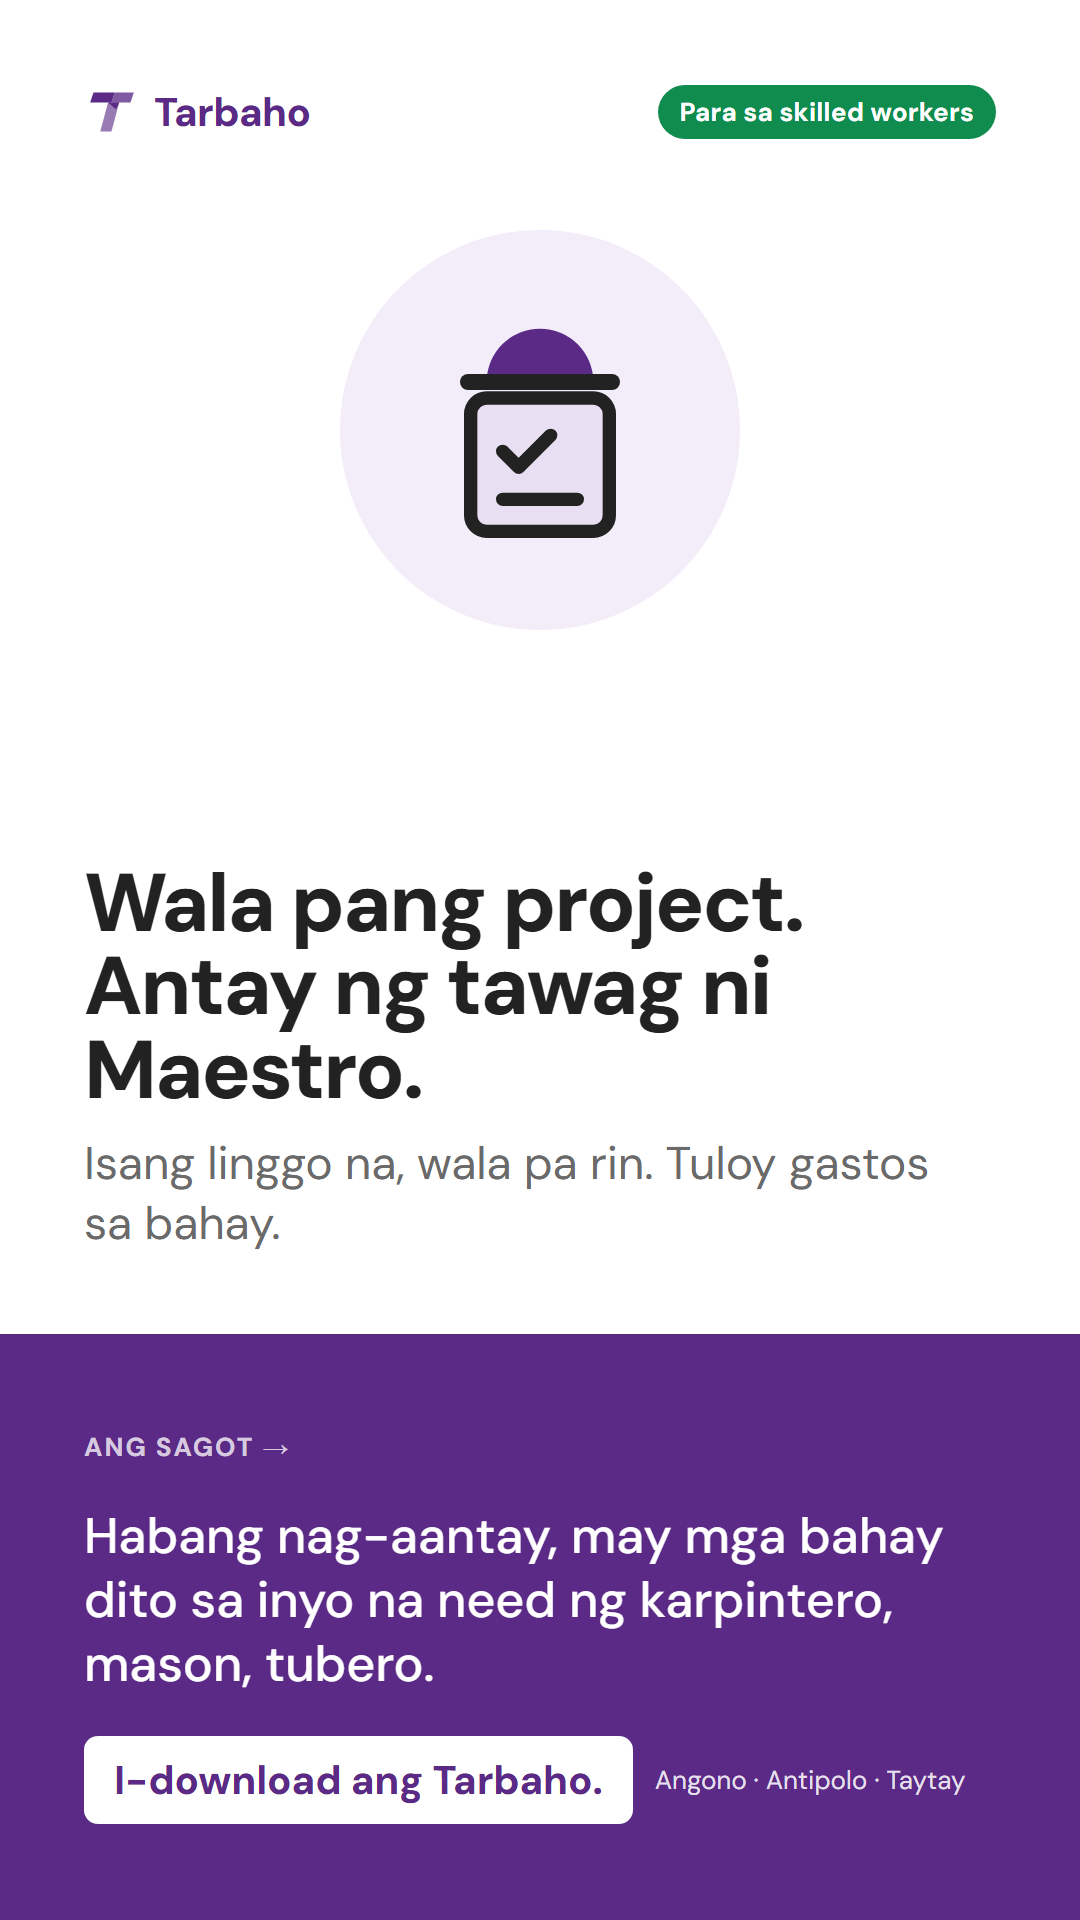 Tarbaho
Para sa skilled workers
Wala pang project.
Antay ng tawag ni
Maestro.
Isang linggo na, wala pa rin. Tuloy gastos
sa bahay.
ANG SAGOT →
Habang nag-aantay, may mga bahay
dito sa inyo na need ng karpintero,
mason, tubero.
I-download ang Tarbaho.
Angono · Antipolo · Taytay